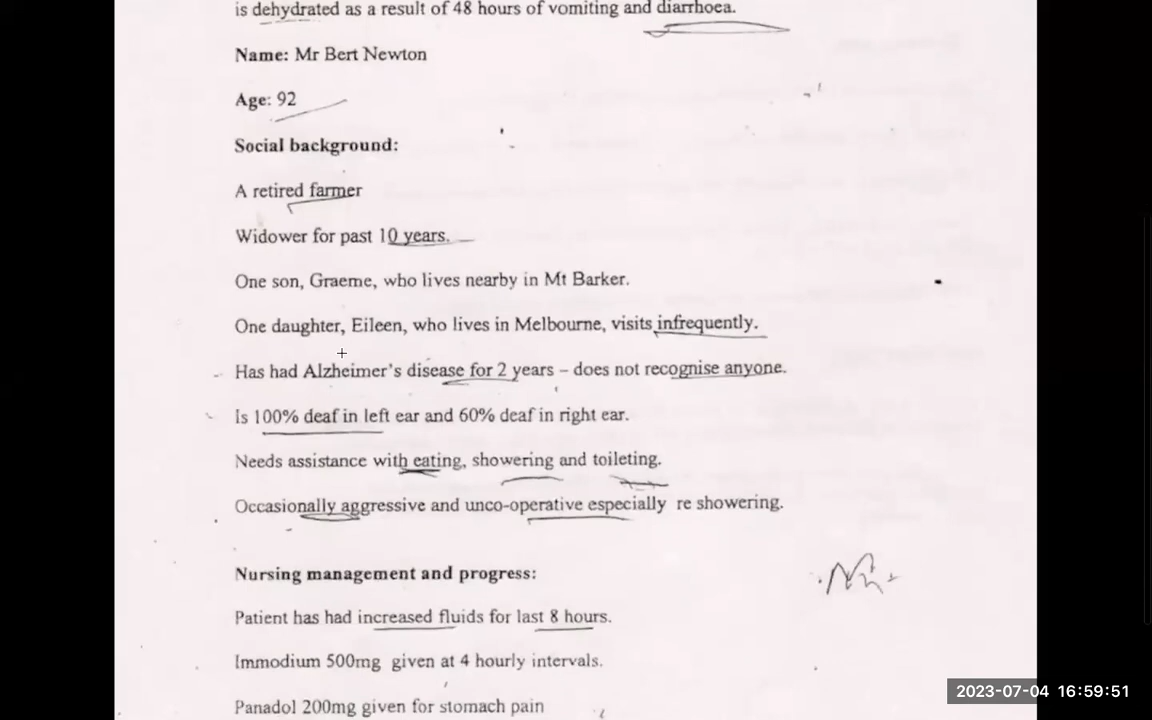 is dehydrated as a result of 48 hours of vomiting and diarrhoea.
Name: Mr Bert Newton
Age: 92
Social background:
A retired farmer
Widower for past 10 years.
One son, Graeme, who lives nearby in Mt Barker.
One daughter, Eileen, who lives in Melbourne, visits infrequently.
Has had Alzheimer's disease for 2 years – does not recognise anyone.
Is 100% deaf in left ear and 60% deaf in right ear.
Needs assistance with eating, showering and toileting.
Occasionally aggressive and unco-operative especially re showering.
Nursing management and progress:
Patient has had increased fluids for last 8 hours.
Immodium 500mg given at 4 hourly intervals.
Panadol 200mg given for stomach pain
2023-07-04 16:59:51